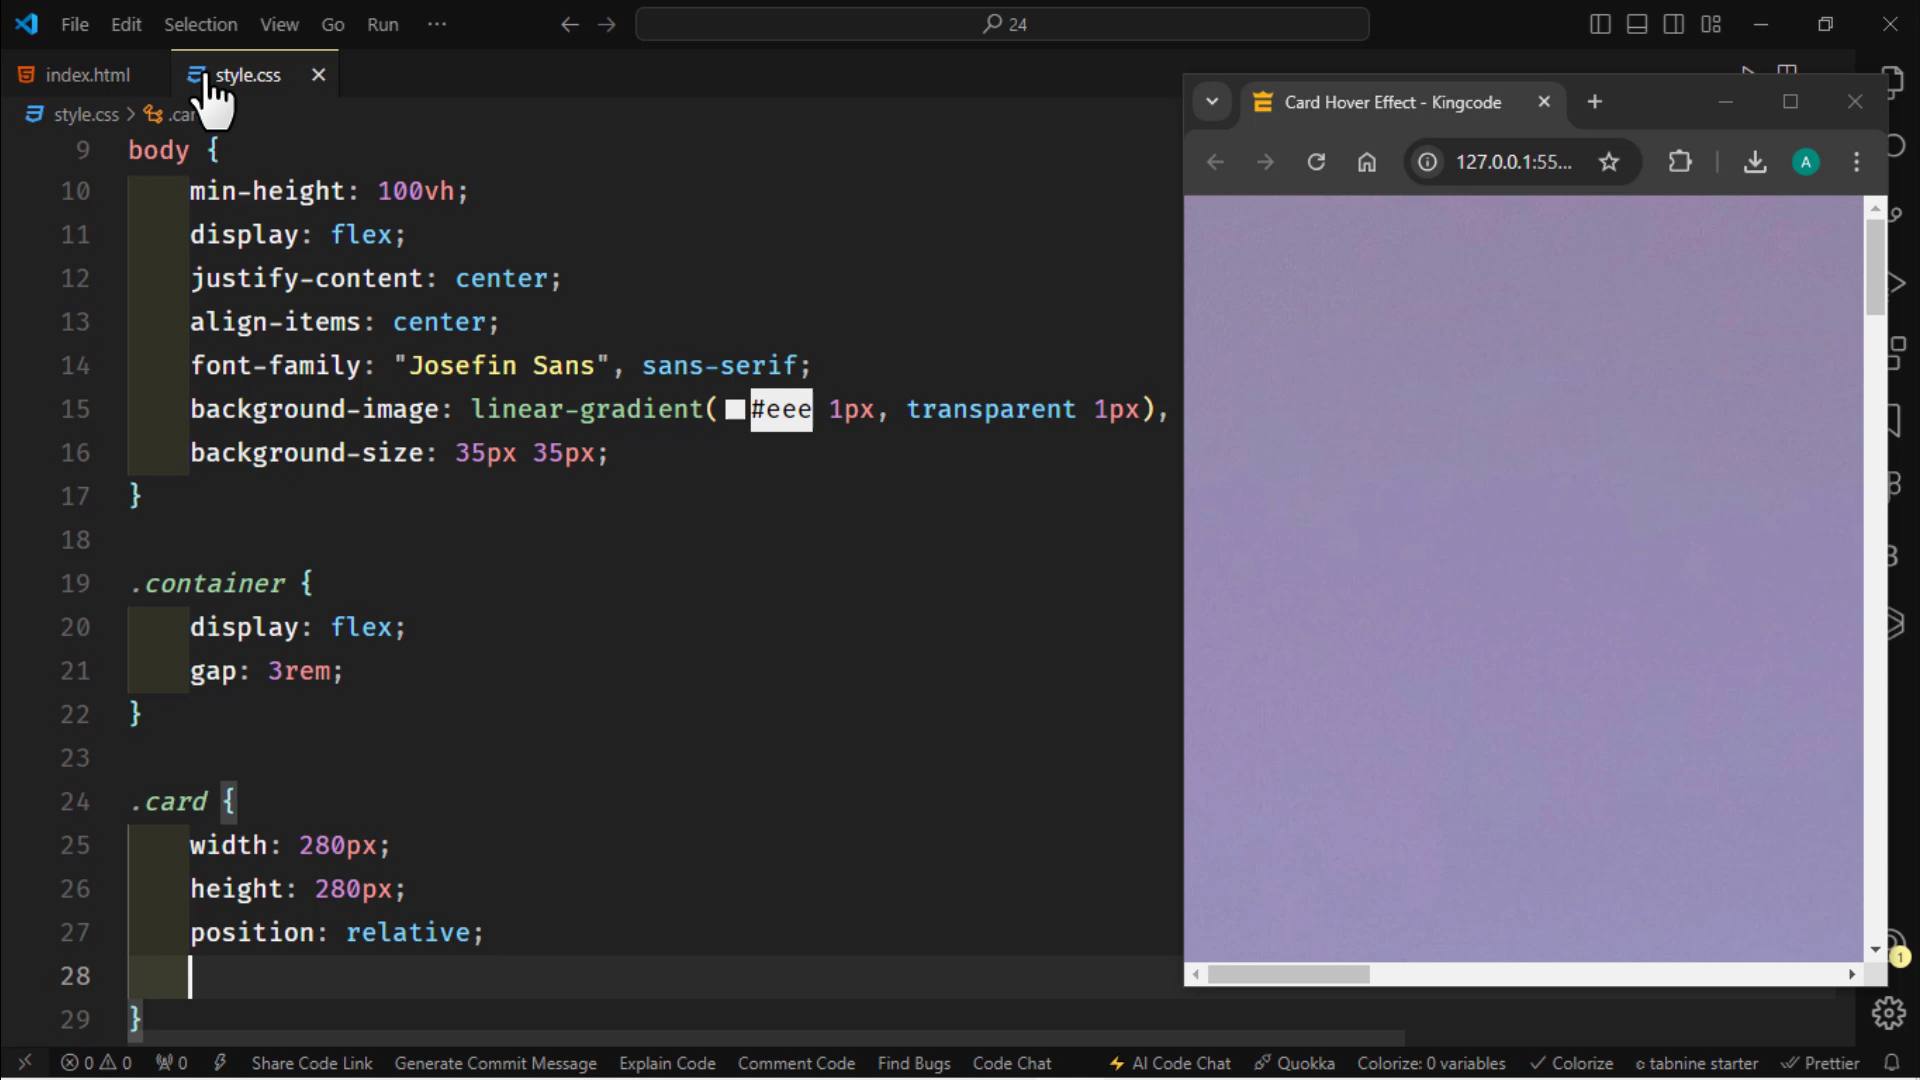 File Edit Selection View Go Run ···
24
index.html
style.css
style.css > .car
Card Hover Effect - Kingcode
127.0.0.1:55...
A
9 body {
10 min-height: 100vh;
11 display: flex;
12 justify-content: center;
13 align-items: center;
14 font-family: "Josefin Sans", sans-serif;
15 background-image: linear-gradient(#eee 1px, transparent 1px),
16 background-size: 35px 35px;
17 }
18
19 .container {
20 display: flex;
21 gap: 3rem;
22 }
23
24 .card {
25 width: 280px;
26 height: 280px;
27 position: relative;
28
29 }
1
0 0 0 Share Code Link Generate Commit Message Explain Code Comment Code Find Bugs Code Chat AI Code Chat Quokka Colorize: 0 variables Colorize tabnine starter Prettier